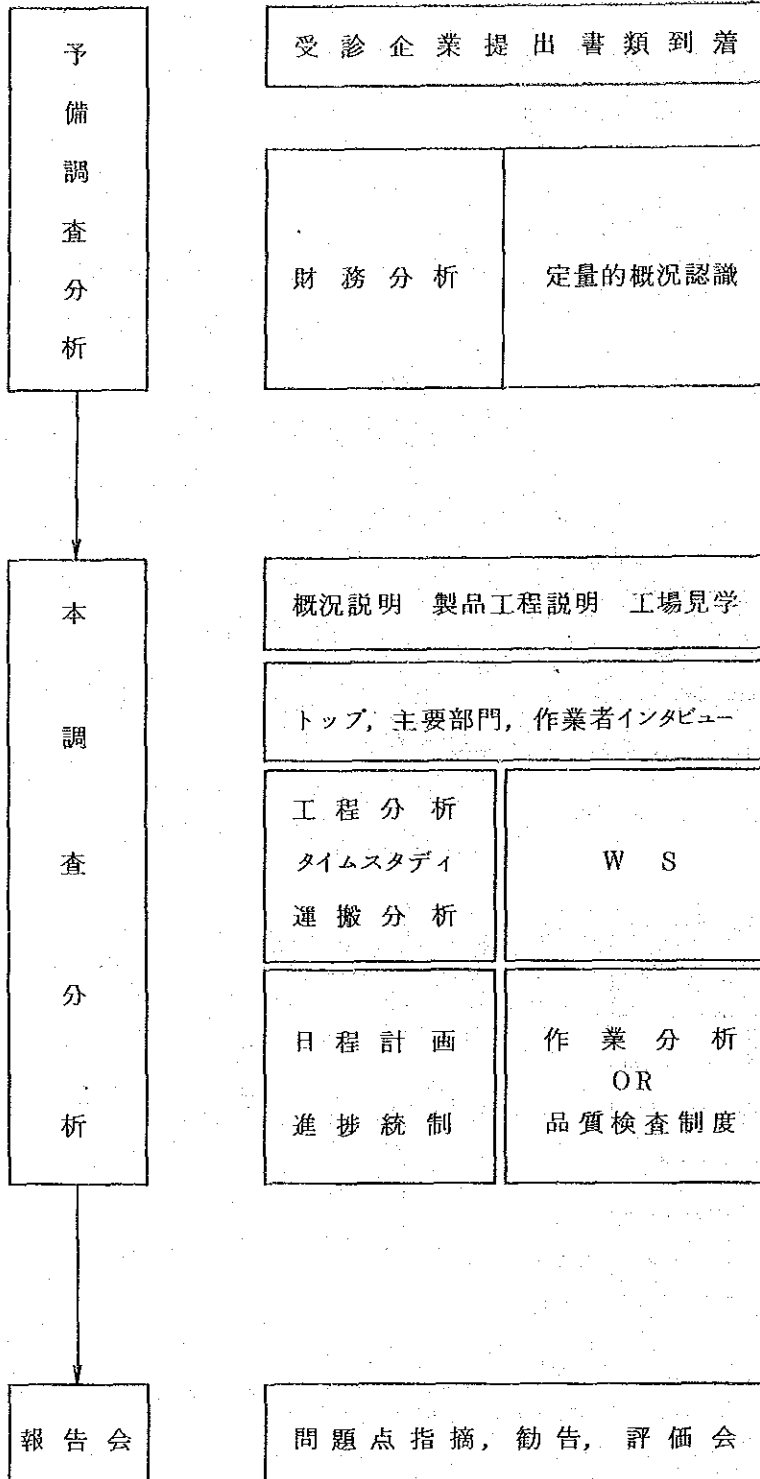 予備調査分析
受診企業提出書類到着
財務分析
定量的概況認識
本調査分析
概況説明 製品工程説明 工場見学
トップ, 主要部門, 作業者インタビュー
工程分析
タイムスタディ
運搬分析
WS
日程計画
進捗統制
作業分析
OR
品質検査制度
報告会
問題点指摘, 勧告, 評価会